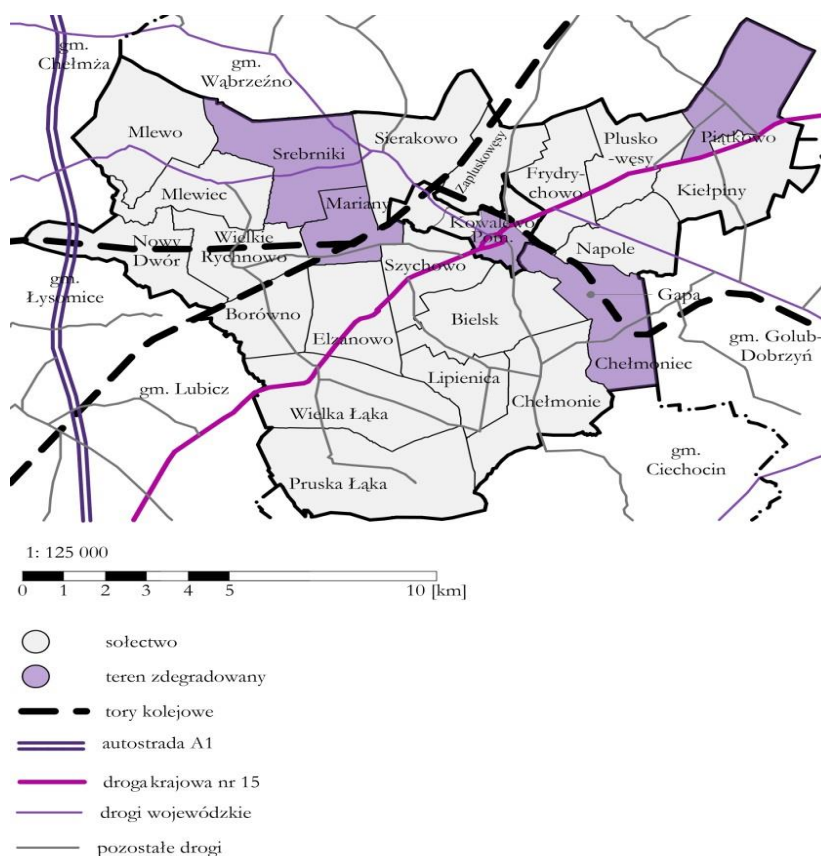 gm.
Chełmża
gm.
Wąbrzeźno
Mlewo
Srebrniki
Sierakowo
Zapluskowęsy
Plusko
-węsy
Piątkowo
Frydry-
chowo
Kiełpiny
Mlewiec
Mariany
Kowalewo
Pom.
Nowy
Dwór
Wielkie
Rychnowo
Napole
Szychowo
gm.
Łysomice
Gapa
Borówno
Elzanowo
Bielsk
gm. Golub-
Dobrzyń
Chełmoniec
gm. Lubicz
Lipienica
Chełmonie
Wielka Łąka
gm.
Ciechocin
Pruska Łąka
1: 125 000
0 1 2 3 4 5 10 [km]
sołectwo
teren zdegradowany
tory kolejowe
autostrada A1
droga krajowa nr 15
drogi wojewódzkie
pozostałe drogi